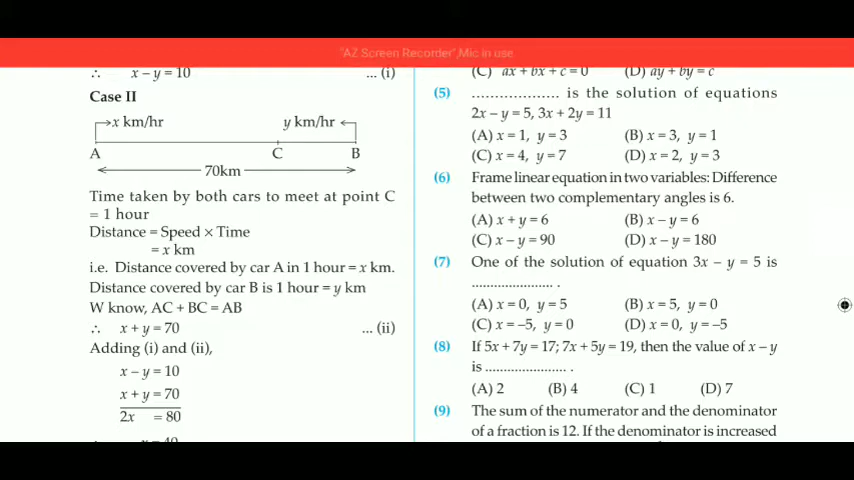 "AZ Screen Recorder",Mic in use
∴ x – y = 10 ... (i)
Case II
x km/hr y km/hr
A C B
70km
Time taken by both cars to meet at point C
= 1 hour
Distance = Speed × Time
= x km
i.e. Distance covered by car A in 1 hour = x km.
Distance covered by car B is 1 hour = y km
W know, AC + BC = AB
∴ x + y = 70 ... (ii)
Adding (i) and (ii),
x – y = 10
x + y = 70
2x = 80
(C) ax + bx + c = 0 (D) ay + by = c
(5) ................... is the solution of equations
2x – y = 5, 3x + 2y = 11
(A) x = 1, y = 3 (B) x = 3, y = 1
(C) x = 4, y = 7 (D) x = 2, y = 3
(6) Frame linear equation in two variables: Difference
between two complementary angles is 6.
(A) x + y = 6 (B) x – y = 6
(C) x – y = 90 (D) x – y = 180
(7) One of the solution of equation 3x – y = 5 is
...................... .
(A) x = 0, y = 5 (B) x = 5, y = 0
(C) x = –5, y = 0 (D) x = 0, y = –5
(8) If 5x + 7y = 17; 7x + 5y = 19, then the value of x – y
is ...................... .
(A) 2 (B) 4 (C) 1 (D) 7
(9) The sum of the numerator and the denominator
of a fraction is 12. If the denominator is increased